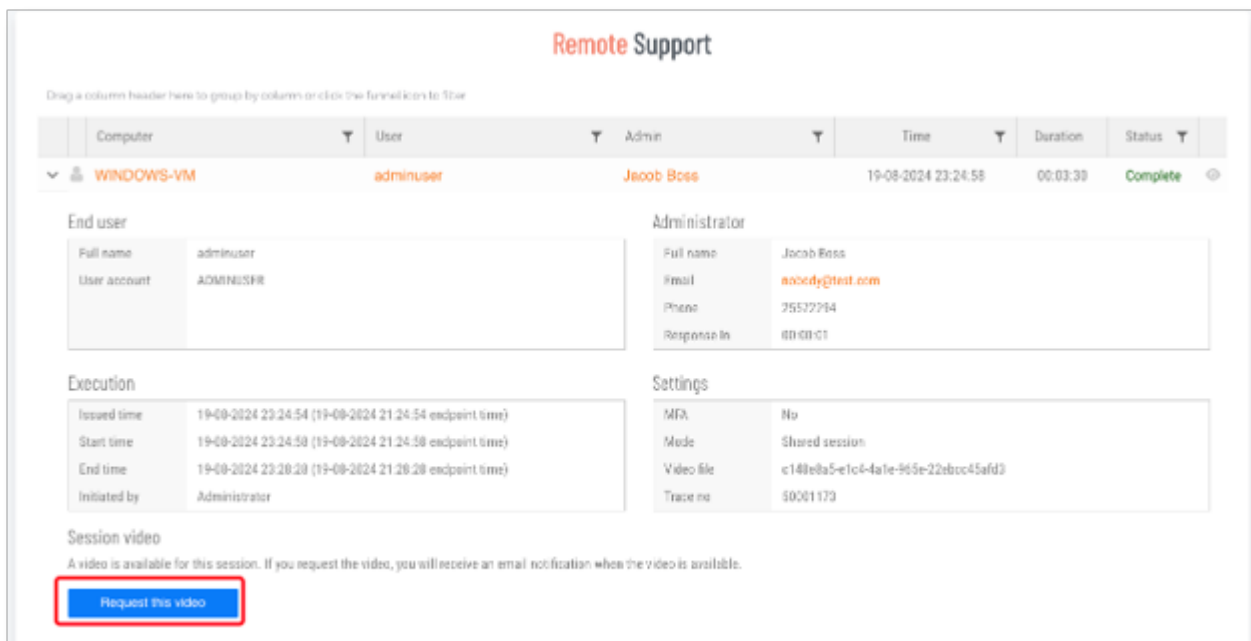 Remote Support
Drag a column header here to group by column or click the funnel icon to filter
Computer User Admin Time Duration Status
WINDOWS-VM adminuser Jacob Boss 19-08-2024 23:24:58 00:03:30 Complete
End user
Full name adminuser
User account ADMINUSER
Administrator
Full name Jacob Boss
Email nobody@test.com
Phone 25572294
Response in 00:00:01
Execution
Issued time 19-08-2024 23:24:54 (19-08-2024 21:24:54 endpoint time)
Start time 19-08-2024 23:24:58 (19-08-2024 21:24:58 endpoint time)
End time 19-08-2024 23:28:28 (19-08-2024 21:28:28 endpoint time)
Initiated by Administrator
Settings
MFA No
Mode Shared session
Video file
Trace no 50001173
Session video
A video is available for this session. If you request the video, you will receive an email notification when the video is available.
Request this video